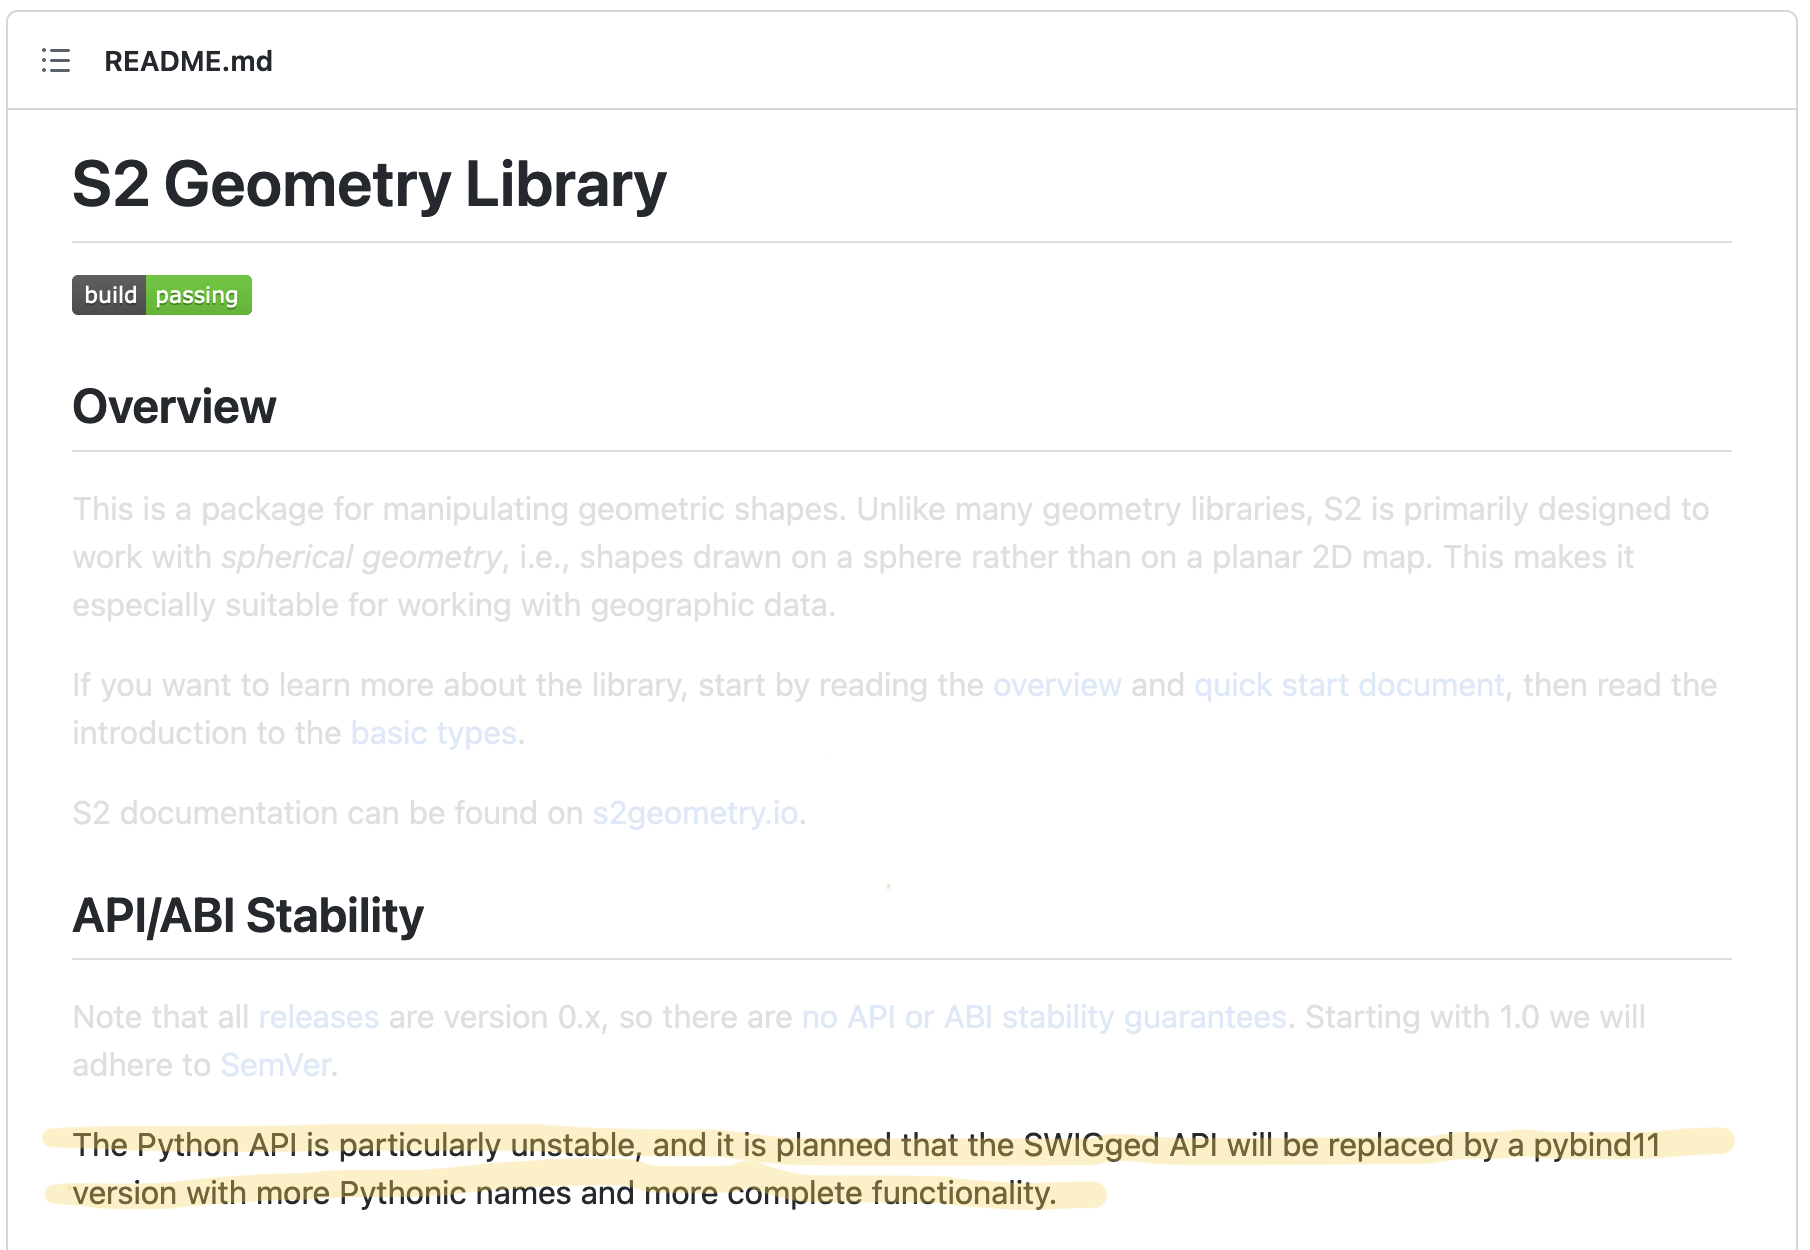 README.md
S2 Geometry Library
build passing
Overview
This is a package for manipulating geometric shapes. Unlike many geometry libraries, S2 is primarily designed to
work with spherical geometry, i.e., shapes drawn on a sphere rather than on a planar 2D map. This makes it
especially suitable for working with geographic data.
If you want to learn more about the library, start by reading the overview and quick start document, then read the
introduction to the basic types.
S2 documentation can be found on s2geometry.io.
API/ABI Stability
Note that all releases are version 0.x, so there are no API or ABI stability guarantees. Starting with 1.0 we will
adhere to SemVer.
The Python API is particularly unstable, and it is planned that the SWIGged API will be replaced by a pybind11
version with more Pythonic names and more complete functionality.